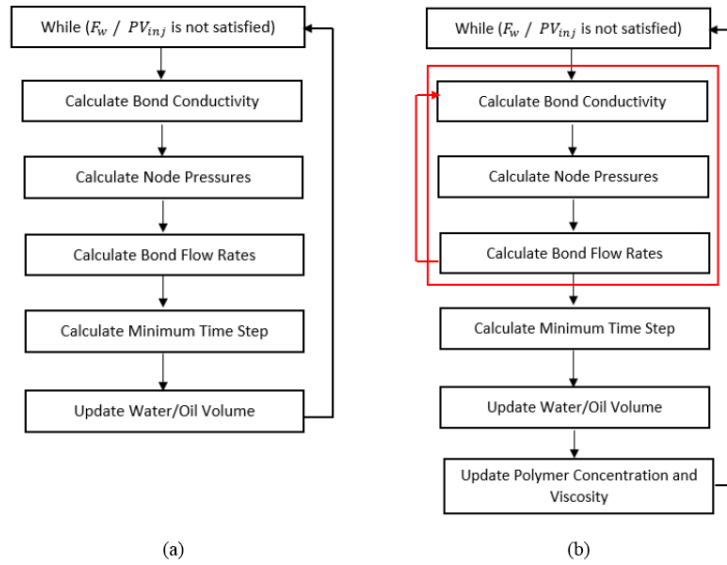 While (F_w / PV_inj is not satisfied)
Calculate Bond Conductivity
Calculate Node Pressures
Calculate Bond Flow Rates
Calculate Minimum Time Step
Update Water/Oil Volume
(a)
While (F_w / PV_inj is not satisfied)
Calculate Bond Conductivity
Calculate Node Pressures
Calculate Bond Flow Rates
Calculate Minimum Time Step
Update Water/Oil Volume
Update Polymer Concentration and
Viscosity
(b)